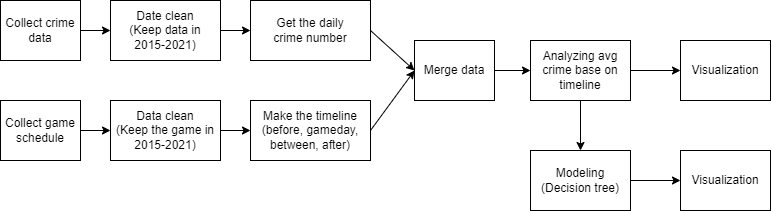 Collect crime
data
Date clean
(Keep data in
2015-2021)
Get the daily
crime number
Collect game
schedule
Data clean
(Keep the game in
2015-2021)
Make the timeline
(before, gameday,
between, after)
Merge data
Analyzing avg
crime base on
timeline
Visualization
Modeling
(Decision tree)
Visualization